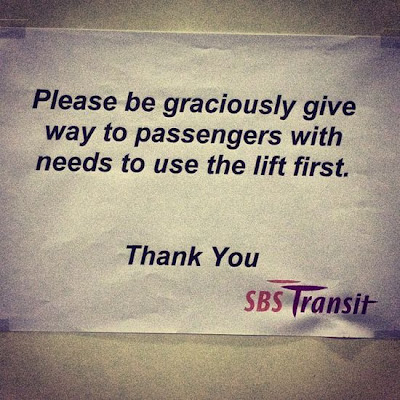 Please be graciously give
way to passengers with
needs to use the lift first.
Thank You
SBS Transit